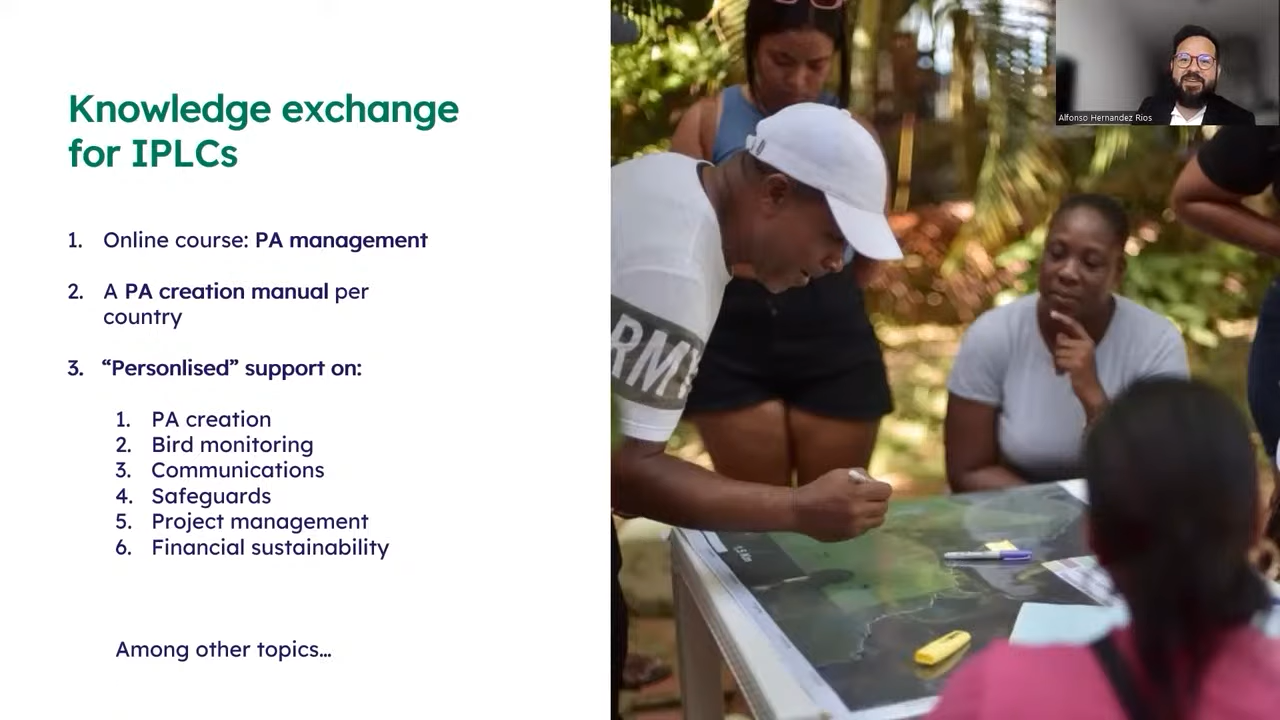 Knowledge exchange
for IPLCs
1. Online course: PA management
2. A PA creation manual per
country
3. “Personlised” support on:
1. PA creation
2. Bird monitoring
3. Communications
4. Safeguards
5. Project management
6. Financial sustainability
Among other topics...
Alfonso Hernandez Rios
RMY